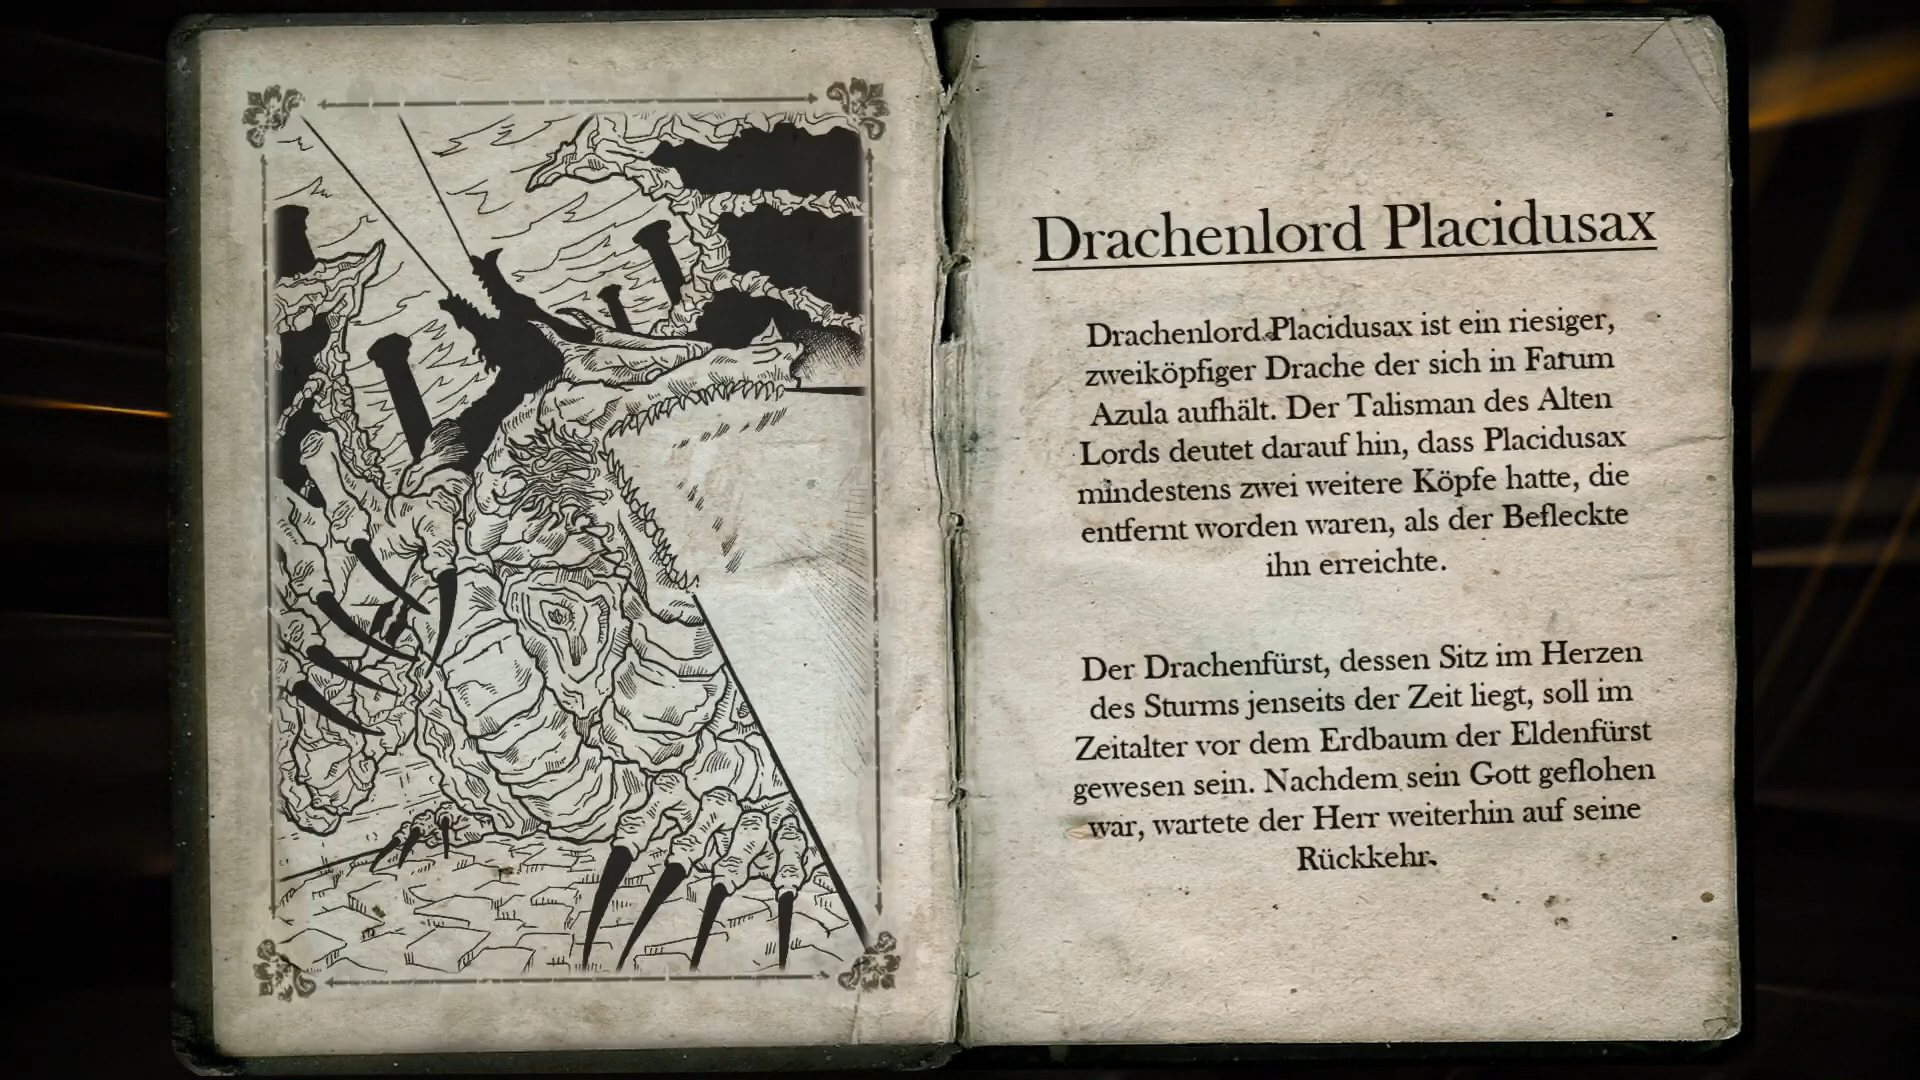 Drachenlord Placidusax
Drachenlord Placidusax ist ein riesiger,
zweiköpfiger Drache der sich in Farum
Azula aufhält. Der Talisman des Alten
Lords deutet darauf hin, dass Placidusax
mindestens zwei weitere Köpfe hatte, die
entfernt worden waren, als der Befleckte
ihn erreichte.
Der Drachenfürst, dessen Sitz im Herzen
des Sturms jenseits der Zeit liegt, soll im
Zeitalter vor dem Erdbaum der Eldenfürst
gewesen sein. Nachdem sein Gott geflohen
war, wartete der Herr weiterhin auf seine
Rückkehr.